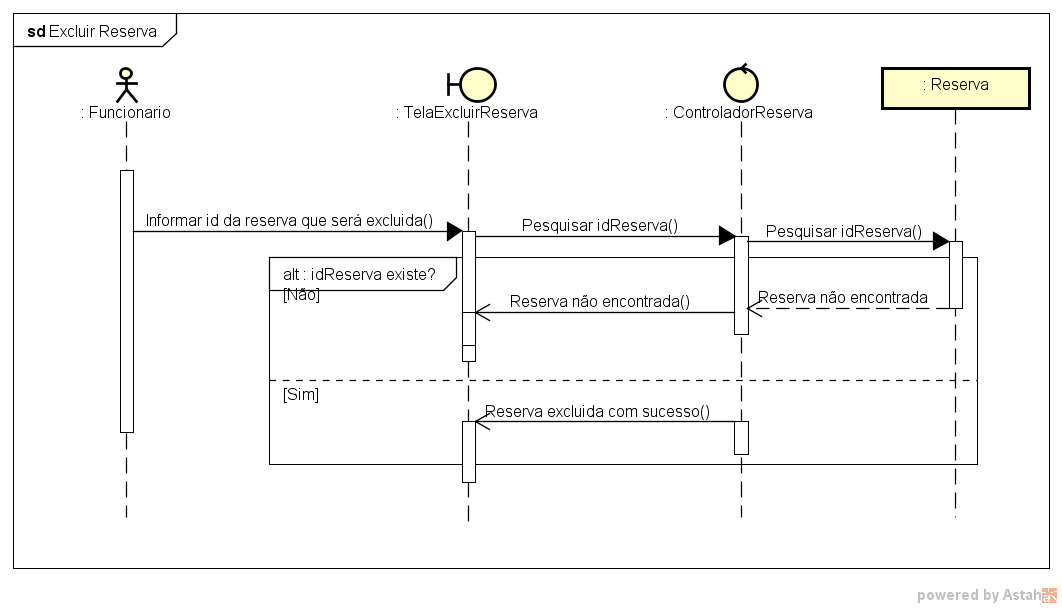 sd Excluir Reserva
: Funcionario
: TelaExcluirReserva
: ControladorReserva
: Reserva
Informar id da reserva que será excluida()
Pesquisar idReserva()
Pesquisar idReserva()
alt : idReserva existe?
[Não]
Reserva não encontrada()
Reserva não encontrada
[Sim]
Reserva excluida com sucesso()
powered by Astah